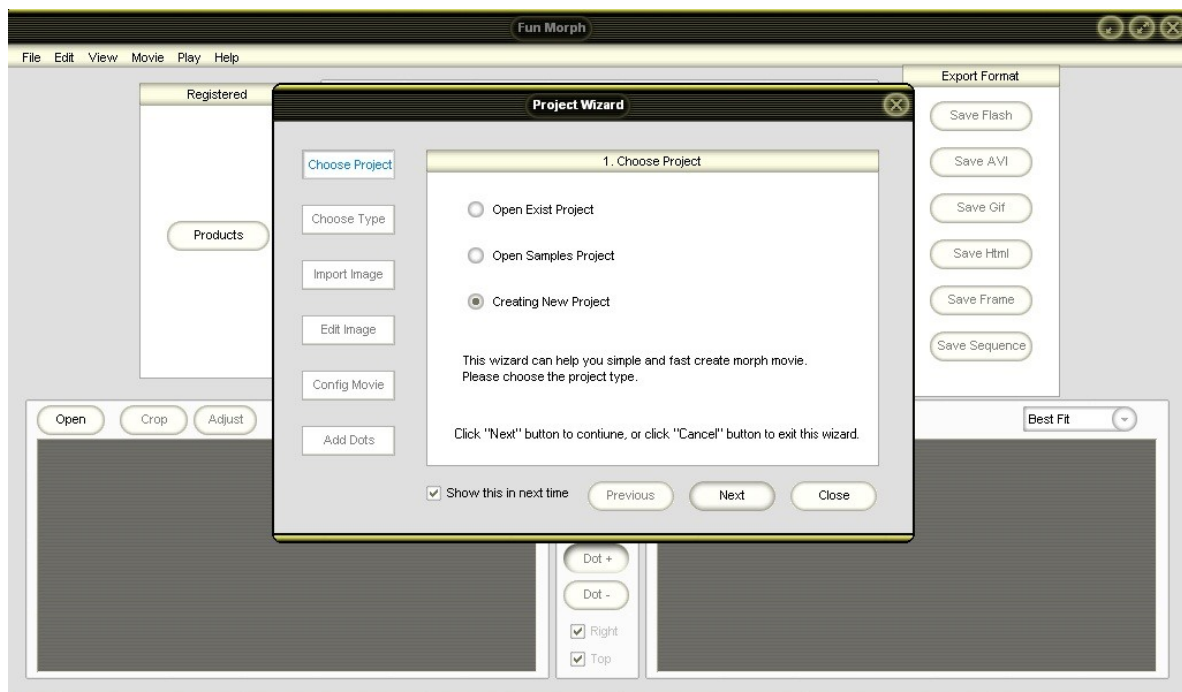 Fun Morph
File Edit View Movie Play Help
Registered
Products
Export Format
Save Flash
Save AVI
Save Gif
Save Html
Save Frame
Save Sequence
Project Wizard
Choose Project
Choose Type
Import Image
Edit Image
Config Movie
Add Dots
1. Choose Project
Open Exist Project
Open Samples Project
Creating New Project
This wizard can help you simple and fast create morph movie.
Please choose the project type.
Click "Next" button to contiune, or click "Cancel" button to exit this wizard.
Show this in next time
Previous
Next
Close
Open
Crop
Adjust
Best Fit
Dot +
Dot -
Right
Top